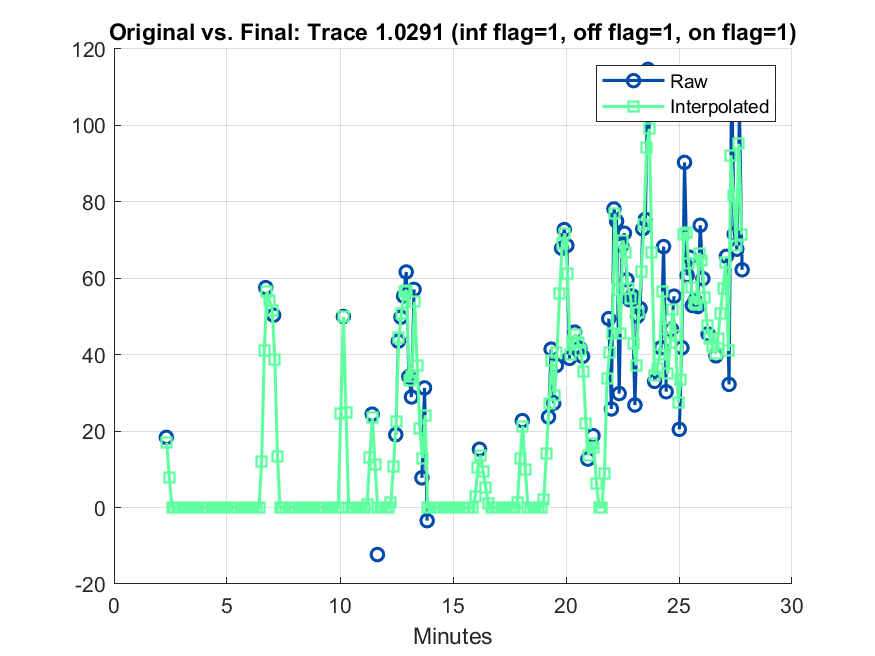 Original vs. Final: Trace 1.0291 (inf flag=1, off flag=1, on flag=1)
120
100
80
60
40
20
0
-20
Raw
Interpolated
0 5 10 15 20 25 30
Minutes